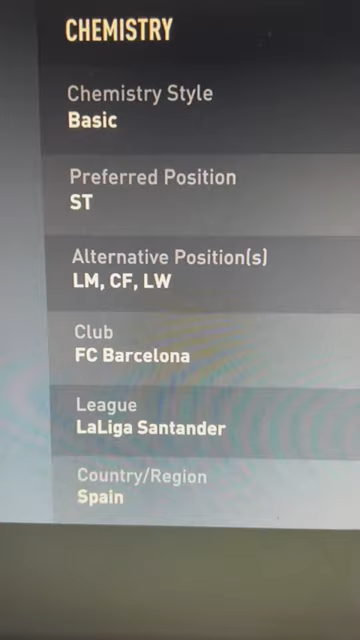 CHEMISTRY
Chemistry Style
Basic
Preferred Position
ST
Alternative Position(s)
LM, CF, LW
Club
FC Barcelona
League
LaLiga Santander
Country/Region
Spain